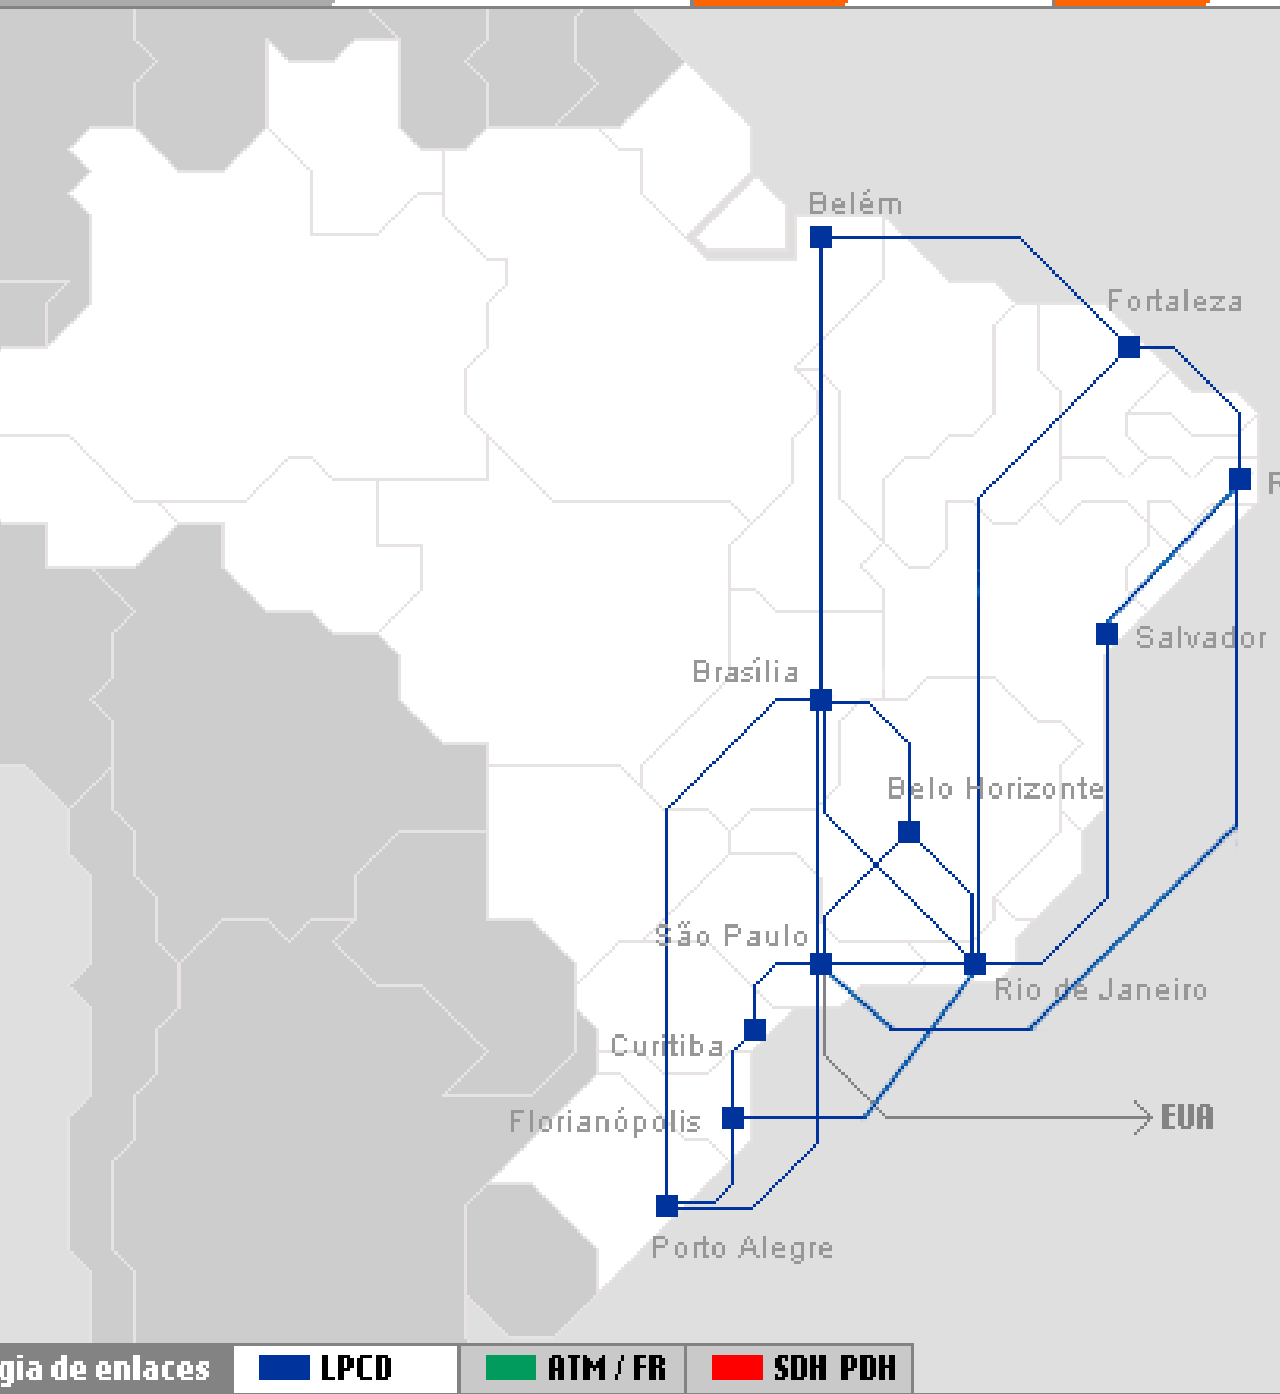 Belém
Fortaleza
R
Salvador
Brasília
Belo Horizonte
São Paulo
Rio de Janeiro
Curitiba
Florianópolis
EUA
Porto Alegre
gia de enlaces LPCD ATM / FR SDH PDH